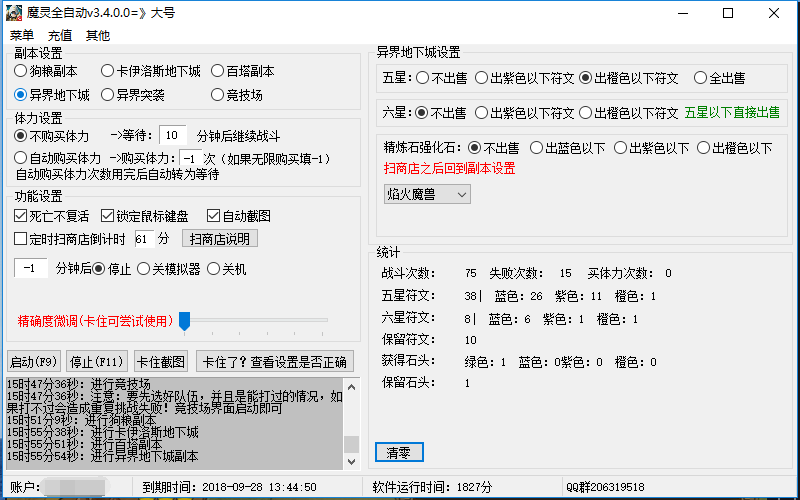 魔灵全自动v3.4.0.0=》大号
菜单 充值 其他
副本设置
狗粮副本 卡伊洛斯地下城 百塔副本
异界地下城 异界突袭 竞技场
体力设置
不购买体力 ->等待: 10 分钟后继续战斗
自动购买体力 ->购买体力: -1 次（如果无限购买填-1）
自动购买体力次数用完后自动转为等待
功能设置
死亡不复活 锁定鼠标键盘 自动截图
定时扫商店倒计时 61 分 扫商店说明
-1 分钟后 停止 关模拟器 关机
精确度微调(卡住可尝试使用)
启动(F9) 停止(F11) 卡住截图 卡住了？查看设置是否正确
15时47分36秒: 进行竞技场
15时47分36秒: 注意: 要先选好队伍，并且是能打过的情况，如
果打不过会造成重复挑战失败！竞技场界面启动即可
15时51分9秒: 进行狗粮副本
15时55分38秒: 进行卡伊洛斯地下城
15时55分51秒: 进行百塔副本
15时55分54秒: 进行异界地下城副本
异界地下城设置
五星: 不出售 出紫色以下符文 出橙色以下符文 全出售
六星: 不出售 出紫色以下符文 出橙色以下符文 五星以下直接出售
精炼石强化石: 不出售 出蓝色以下 出紫色以下 出橙色以下
扫商店之后回到副本设置
焰火魔兽
统计
战斗次数: 75 失败次数: 15 买体力次数: 0
五星符文: 38| 蓝色: 26 紫色: 11 橙色: 1
六星符文: 8| 蓝色: 6 紫色: 1 橙色: 1
保留符文: 10
获得石头: 绿色: 1 蓝色: 0紫色: 0 橙色: 0
保留石头: 1
清零
账户: 到期时间: 2018-09-28 13:44:50 软件运行时间: 1827分 QQ群206319518